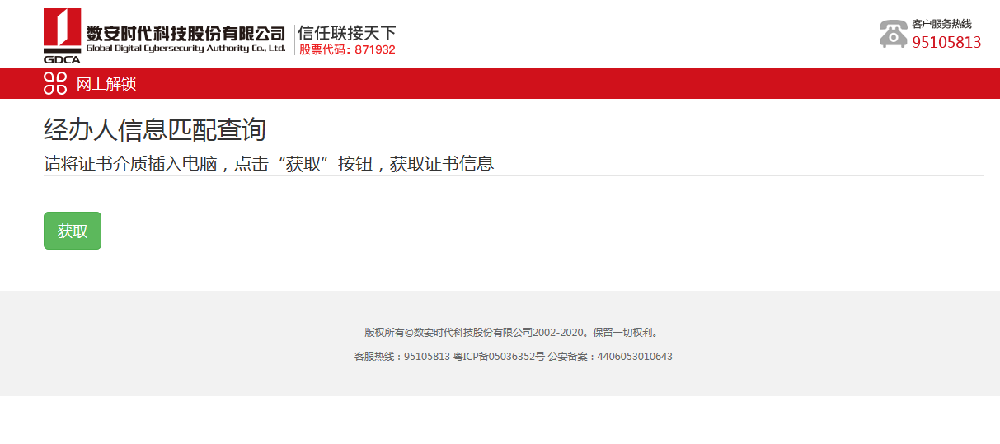 数安时代科技股份有限公司
Global Digital Cybersecurity Authority Co., Ltd.
GDCA
信任联接天下
股票代码：871932
客户服务热线
95105813
网上解锁
经办人信息匹配查询
请将证书介质插入电脑，点击“获取”按钮，获取证书信息
获取
版权所有©数安时代科技股份有限公司2002-2020。保留一切权利。
客服热线：95105813 粤ICP备05036352号 公安备案：4406053010643